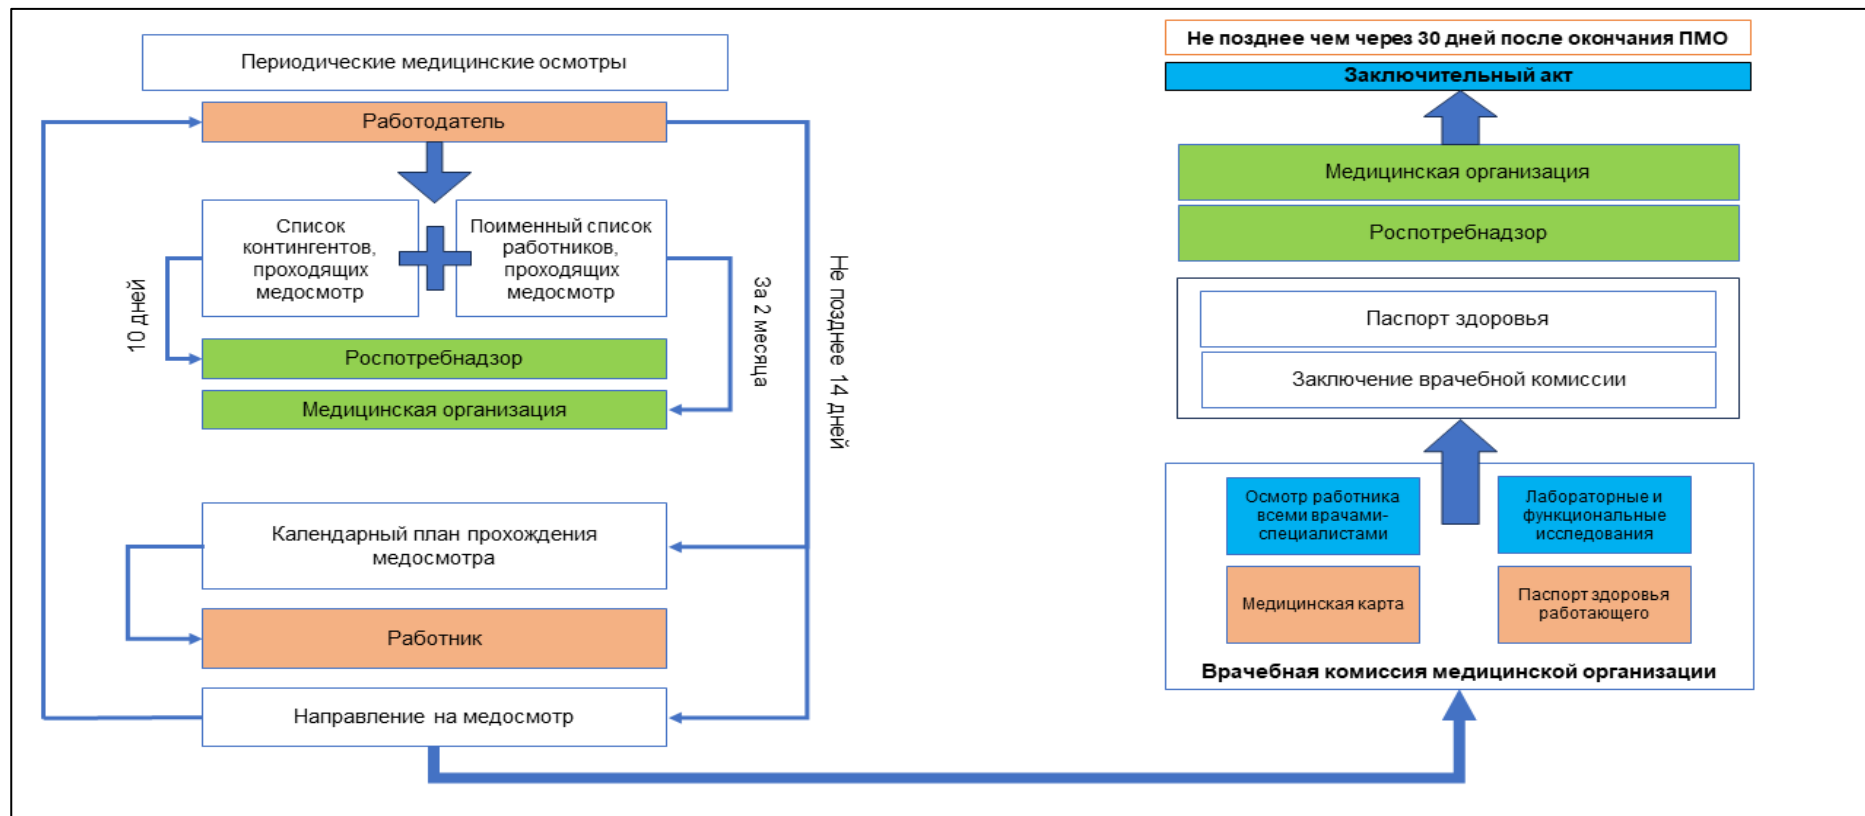 Периодические медицинские осмотры
Работодатель
Список
контингентов,
проходящих
медосмотр
Поименный список
работников,
проходящих
медосмотр
10 дней
За 2 месяца
Не позднее 14 дней
Роспотребнадзор
Медицинская организация
Календарный план прохождения
медосмотра
Работник
Направление на медосмотр
Не позднее чем через 30 дней после окончания ПМО
Заключительный акт
Медицинская организация
Роспотребнадзор
Паспорт здоровья
Заключение врачебной комиссии
Осмотр работника
всеми врачами-
специалистами
Лабораторные и
функциональные
исследования
Медицинская карта
Паспорт здоровья
работающего
Врачебная комиссия медицинской организации